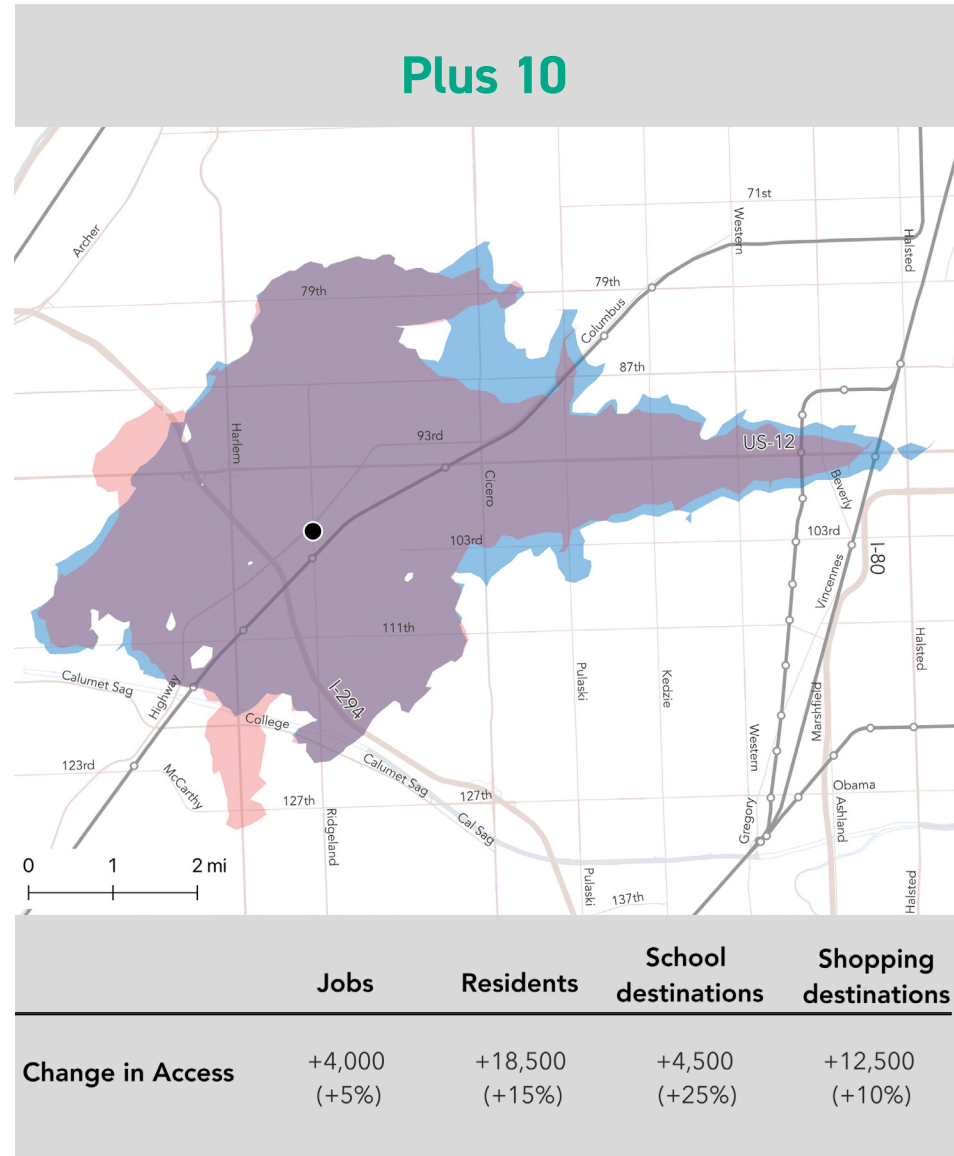 Plus 10
71st
Western
Halsted
Archer
79th
79th
Columbus
87th
Harlem
93rd
US-12
Cicero
Beverly
103rd
103rd
I-80
Vincennes
111th
Halsted
Pulaski
Kedzie
Calumet Sag
Highway
I-294
College
Marshfield
Western
123rd
McCarthy
Calumet Sag
127th
127th
Obama
Ridgeland
Cal Sag
Gregory
Ashland
Pulaski
137th
Halsted
0 1 2 mi
Jobs Residents School destinations Shopping destinations
Change in Access +4,000 +18,500 +4,500 +12,500
(+5%) (+15%) (+25%) (+10%)